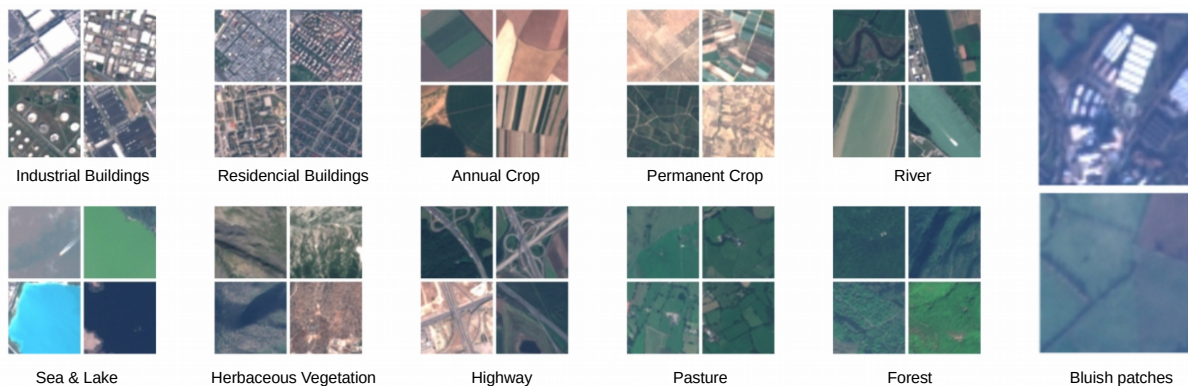 Industrial Buildings
Residencial Buildings
Annual Crop
Permanent Crop
River
Sea & Lake
Herbaceous Vegetation
Highway
Pasture
Forest
Bluish patches